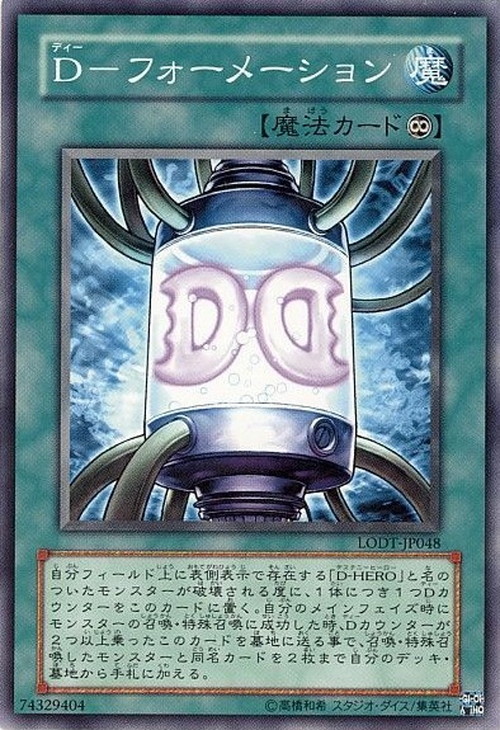 ディー
D－フォーメーション
魔
【魔法カード】
DD
LODT-JP048
自分フィールド上に表側表示で存在する「D-HERO」と名の
ついたモンスターが破壊される度に、1体につき1つDカ
ウンターをこのカードに置く。自分のメインフェイズ時に
モンスターの召喚・特殊召喚に成功した時、Dカウンターが
2つ以上乗ったこのカードを墓地に送る事で、召喚・特殊召
喚したモンスターと同名カードを2枚まで自分のデッキ・
墓地から手札に加える。
74329404
©高橋和希 スタジオ・ダイス/集英社